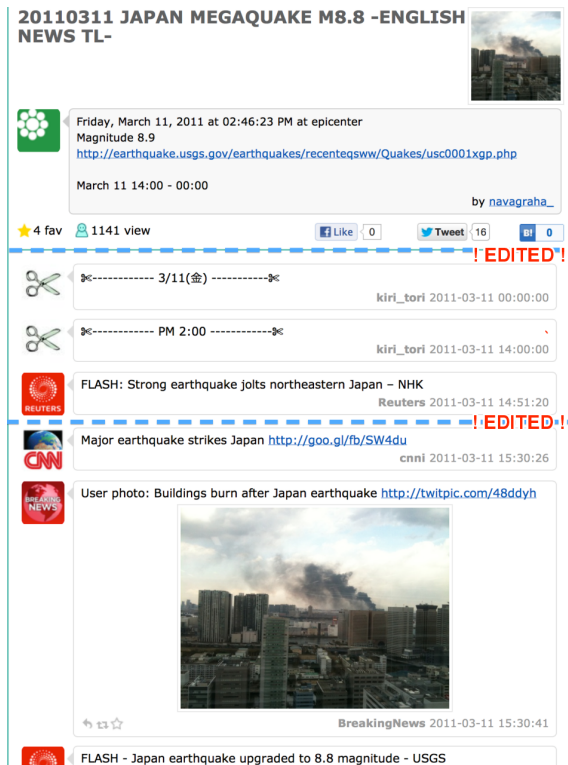 20110311 JAPAN MEGAQUAKE M8.8 -ENGLISH
NEWS TL-
Friday, March 11, 2011 at 02:46:23 PM at epicenter
Magnitude 8.9
http://earthquake.usgs.gov/earthquakes/recenteqsww/Quakes/usc0001xgp.php
March 11 14:00 - 00:00
by navagraha_
4 fav 1141 view Like 0 Tweet 16 B! 0
! EDITED !
✄------------ 3/11(金) -----------✄
kiri_tori 2011-03-11 00:00:00
✄------------ PM 2:00 -----------✄
kiri_tori 2011-03-11 14:00:00
FLASH: Strong earthquake jolts northeastern Japan – NHK
REUTERS
Reuters 2011-03-11 14:51:20
! EDITED !
Major earthquake strikes Japan http://goo.gl/fb/SW4du
CNN
cnni 2011-03-11 15:30:26
User photo: Buildings burn after Japan earthquake http://twitpic.com/48ddyh
BREAKING
NEWS
BreakingNews 2011-03-11 15:30:41
FLASH - Japan earthquake upgraded to 8.8 magnitude - USGS